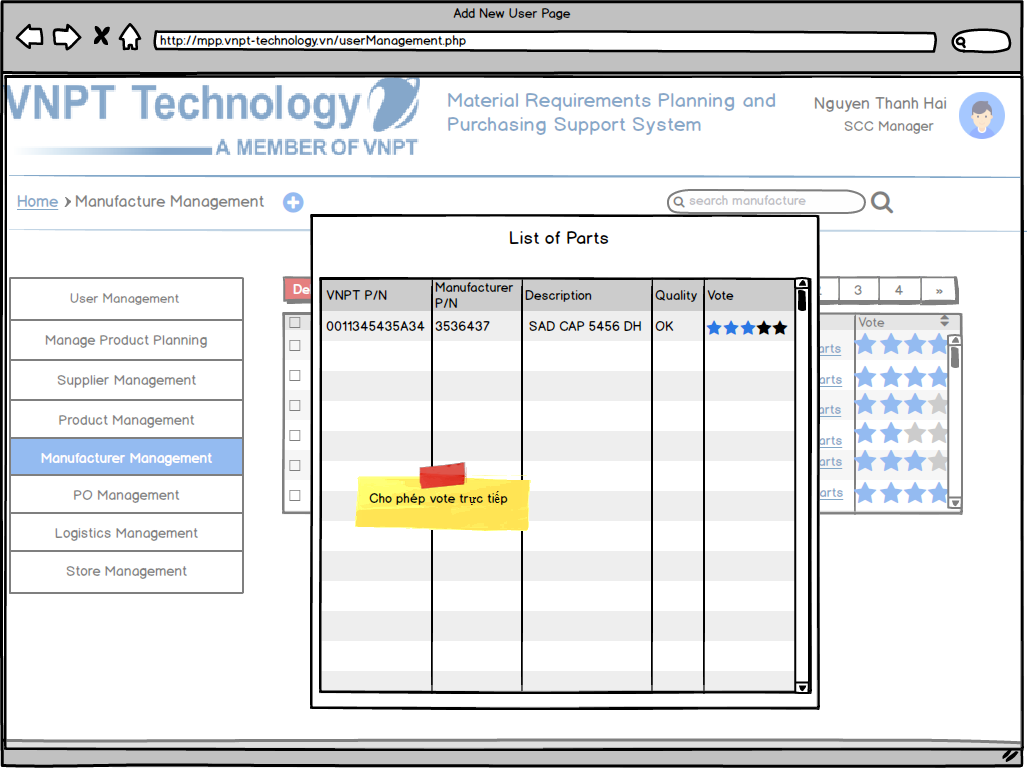 Add New User Page
http://mpp.vnpt-technology.vn/userManagement.php
VNPT Technology
A MEMBER OF VNPT
Material Requirements Planning and
Purchasing Support System
Nguyen Thanh Hai
SCC Manager
Home > Manufacture Management
search manufacture
User Management
Manage Product Planning
Supplier Management
Product Management
Manufacturer Management
PO Management
Logistics Management
Store Management
De
2 3 4 »
Vote
arts
arts
arts
arts
arts
arts
List of Parts
VNPT P/N Manufacturer P/N Description Quality Vote
0011345435A34 3536437 SAD CAP 5456 DH OK
Cho phép vote trực tiếp